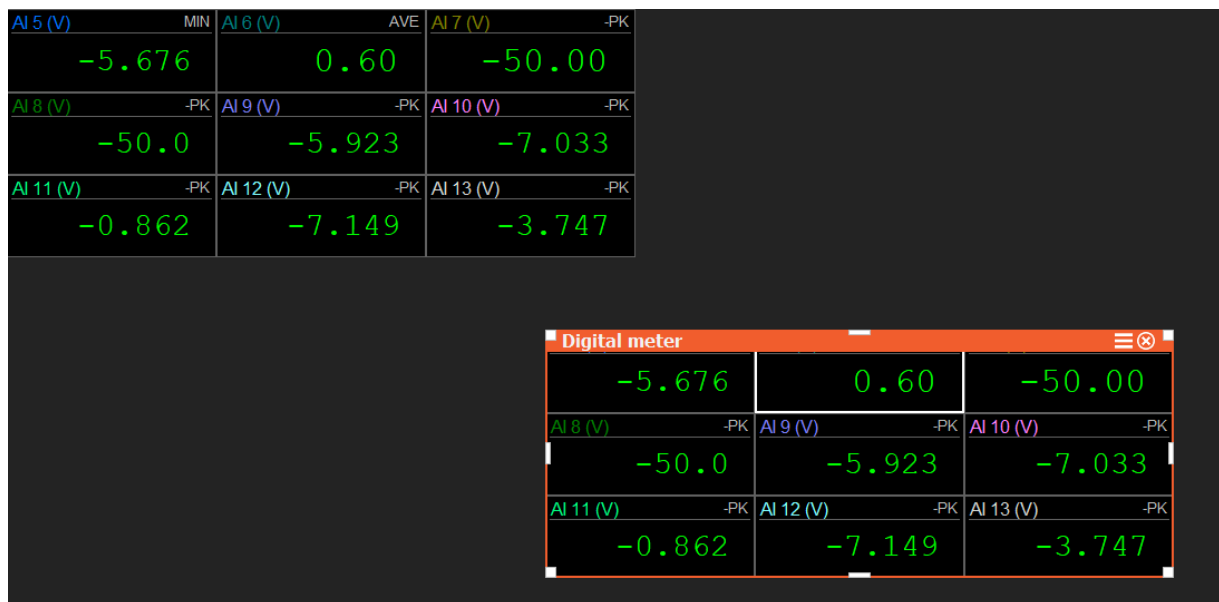 AI 5 (V) MIN AI 6 (V) AVE AI 7 (V) -PK
-5.676 0.60 -50.00
AI 8 (V) -PK AI 9 (V) -PK AI 10 (V) -PK
-50.0 -5.923 -7.033
AI 11 (V) -PK AI 12 (V) -PK AI 13 (V) -PK
-0.862 -7.149 -3.747
Digital meter
-5.676 0.60 -50.00
AI 8 (V) -PK AI 9 (V) -PK AI 10 (V) -PK
-50.0 -5.923 -7.033
AI 11 (V) -PK AI 12 (V) -PK AI 13 (V) -PK
-0.862 -7.149 -3.747